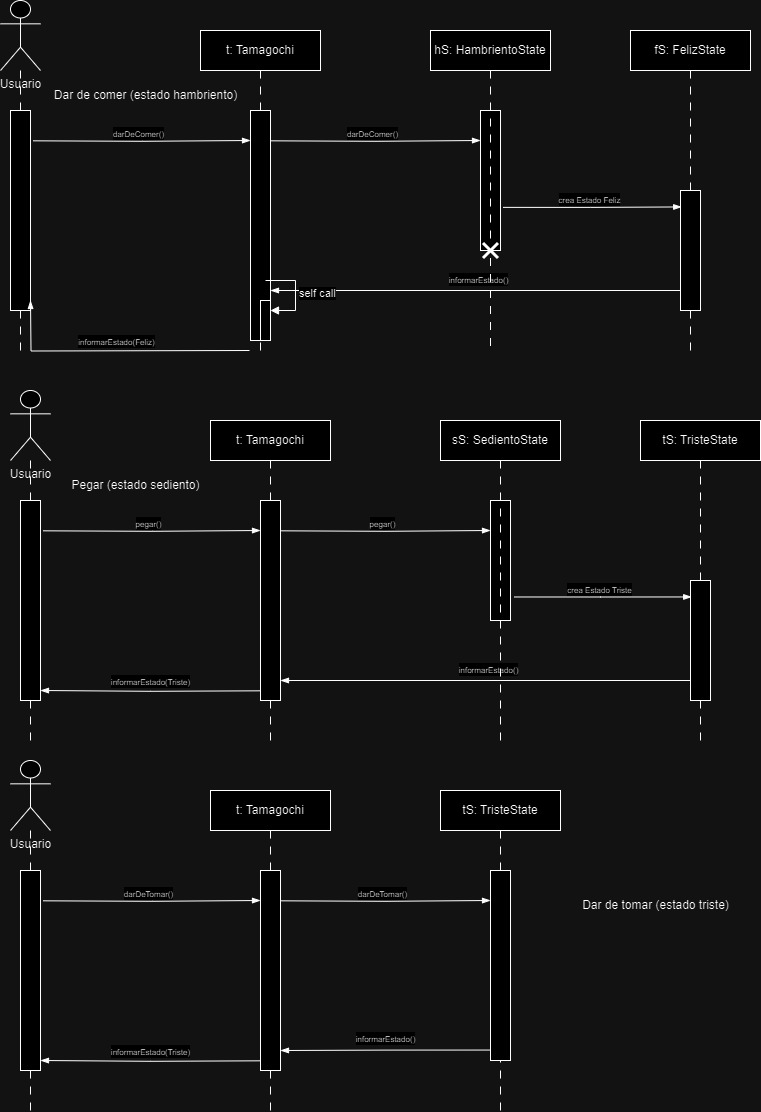 t: Tamagochi
hS: HambrientoState
fS: FelizState
Usuario
Dar de comer (estado hambriento)
darDeComer()
darDeComer()
crea Estado Feliz
informarEstado()
self call
informarEstado(Feliz)
t: Tamagochi
sS: SedientoState
tS: TristeState
Usuario
Pegar (estado sediento)
pegar()
pegar()
crea Estado Triste
informarEstado()
informarEstado(Triste)
t: Tamagochi
tS: TristeState
Usuario
darDeTomar()
darDeTomar()
Dar de tomar (estado triste)
informarEstado()
informarEstado(Triste)